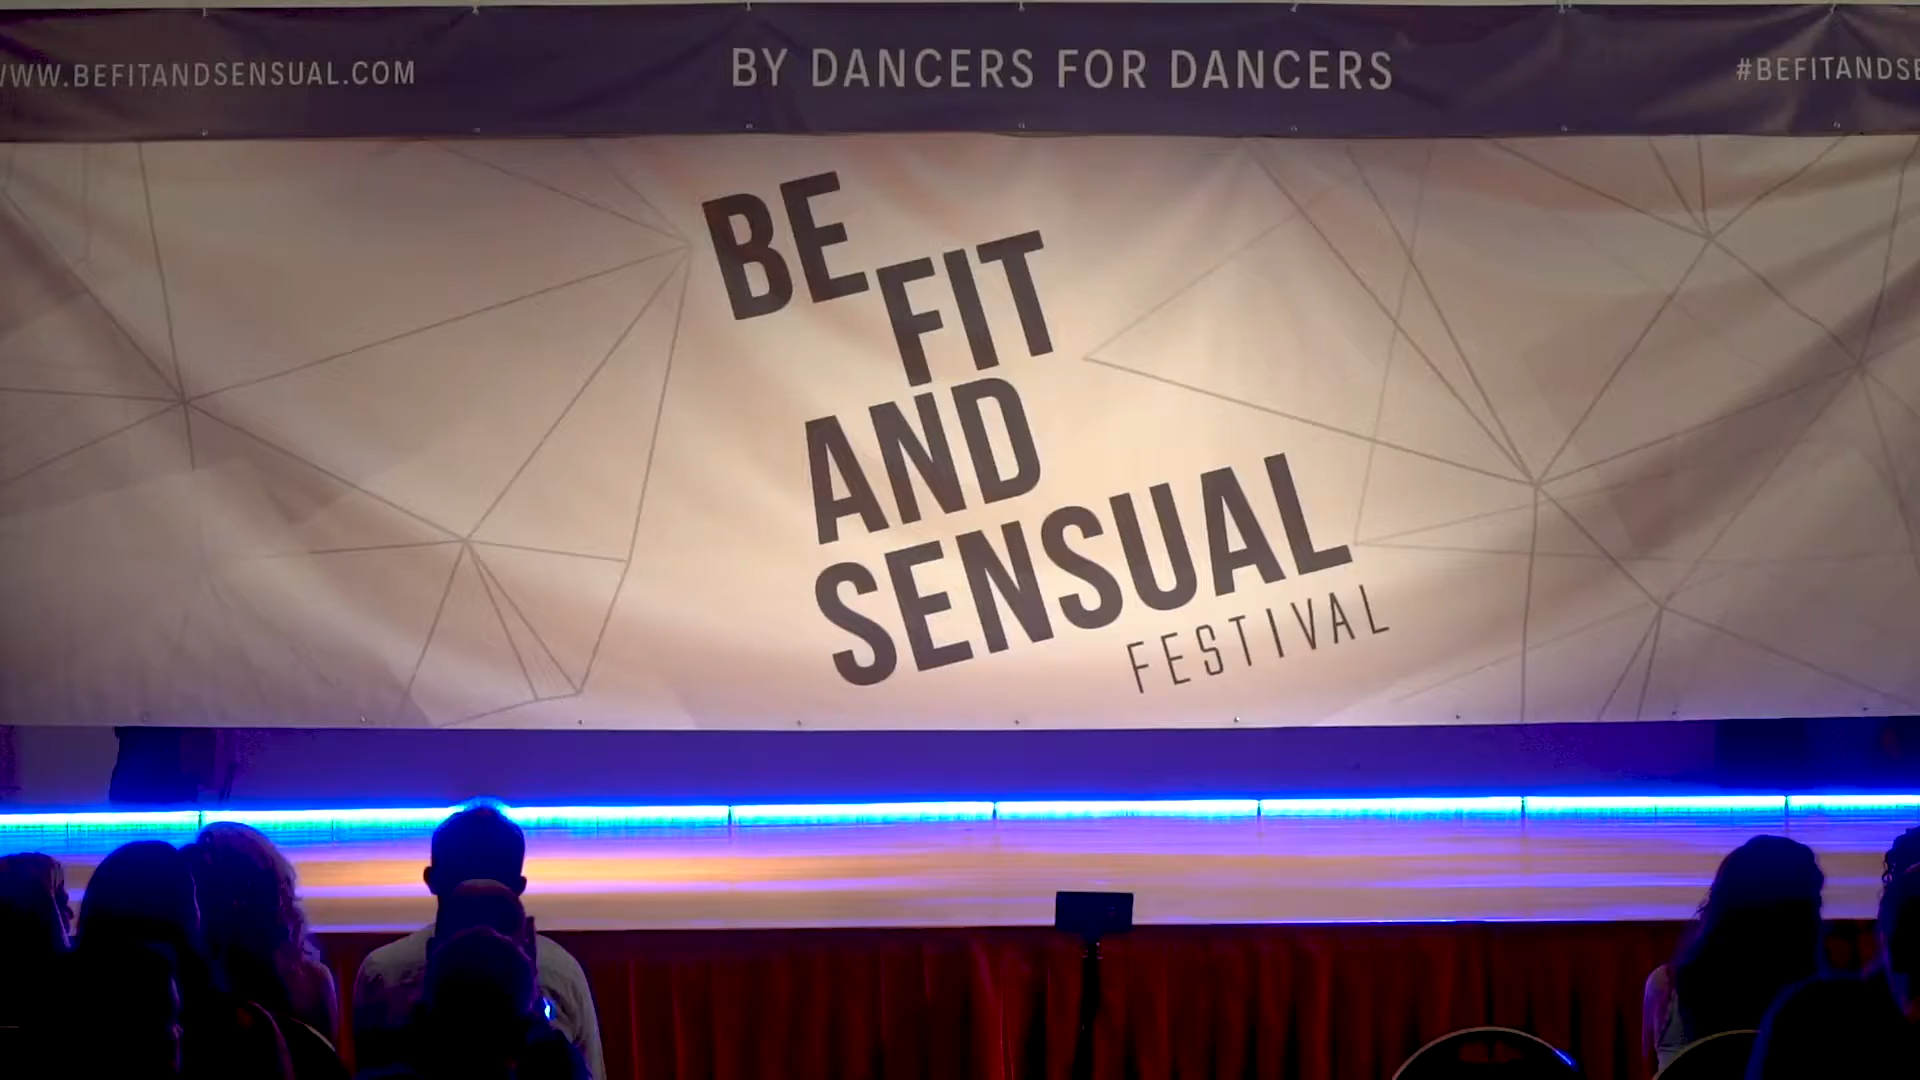 WWW.BEFITANDSENSUAL.COM
BY DANCERS FOR DANCERS
#BEFITANDSE
BE
FIT
AND
SENSUAL
FESTIVAL